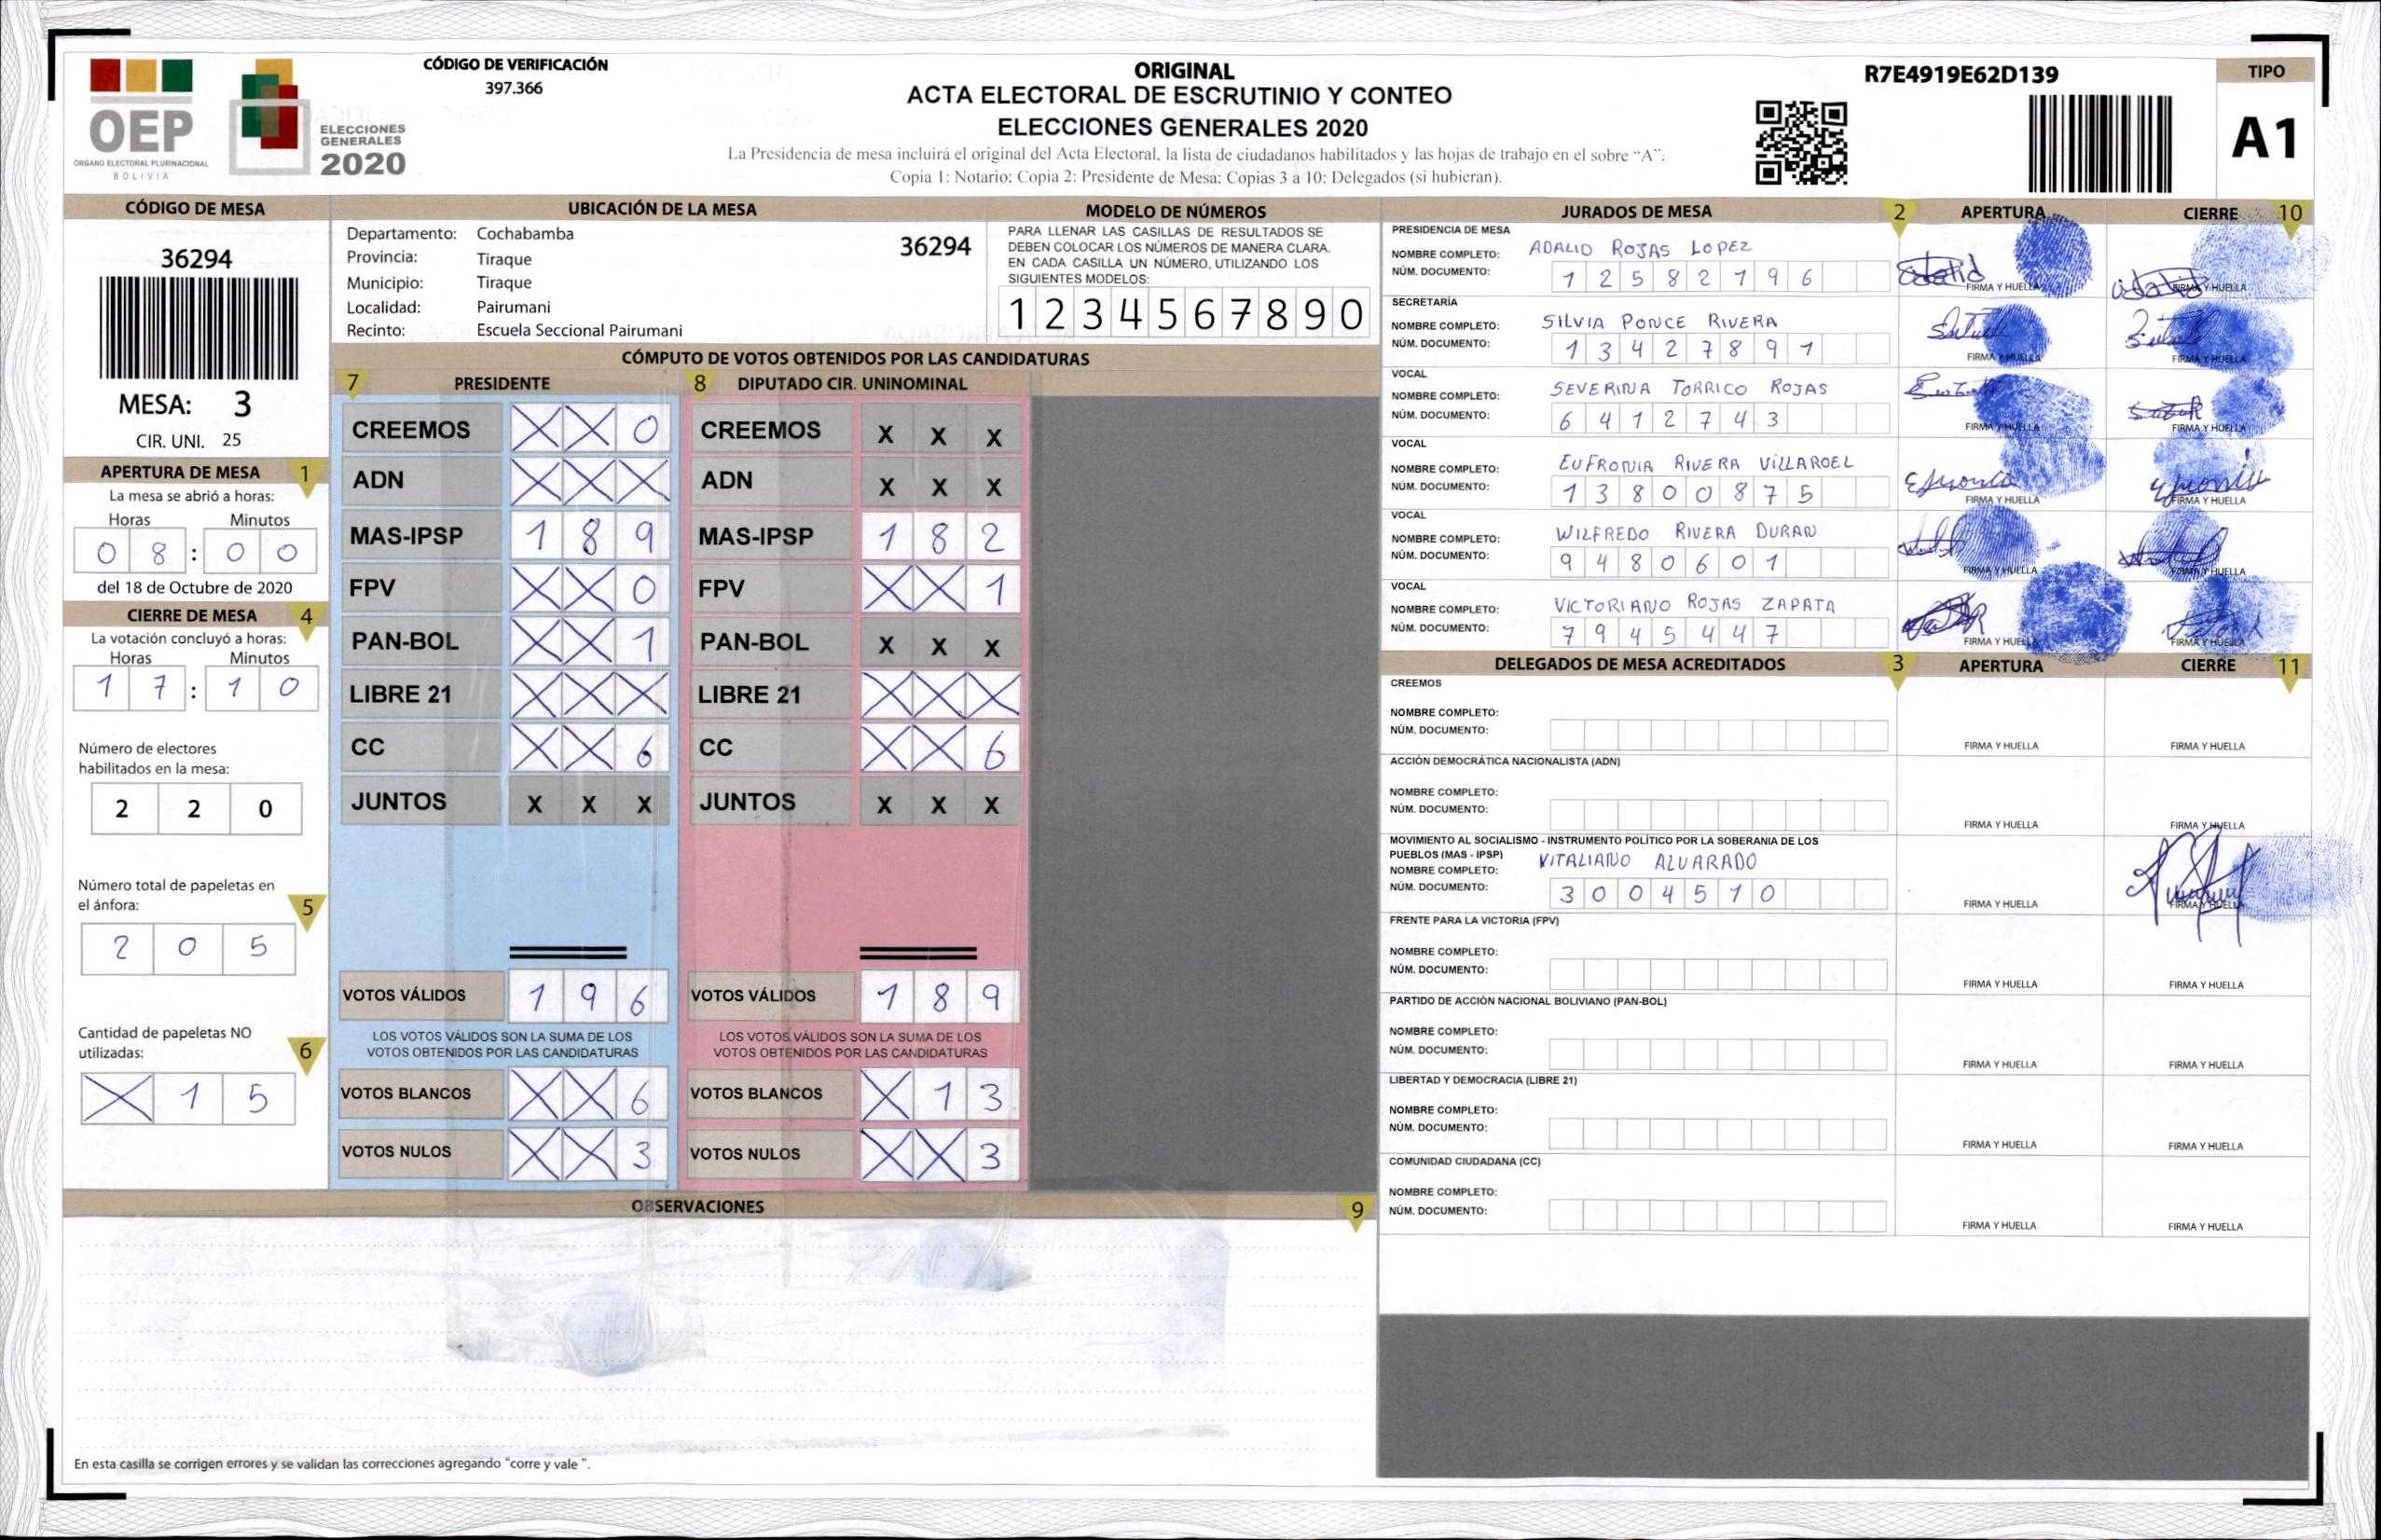 CÓDIGO DE VERIFICACIÓN
397.366
OEP
ÓRGANO ELECTORAL PLURINACIONAL
BOLIVIA
ELECCIONES
GENERALES
2020
ORIGINAL
ACTA ELECTORAL DE ESCRUTINIO Y CONTEO
ELECCIONES GENERALES 2020
La Presidencia de mesa incluirá el original del Acta Electoral, la lista de ciudadanos habilitados y las hojas de trabajo en el sobre "A";
Copia 1: Notario; Copia 2: Presidente de Mesa; Copias 3 a 10: Delegados (si hubieran).
R7E4919E62D139
TIPO
A1
CÓDIGO DE MESA
36294
MESA: 3
CIR. UNI. 25
APERTURA DE MESA 1
La mesa se abrió a horas:
Horas Minutos
0 8 : 0 0
del 18 de Octubre de 2020
CIERRE DE MESA 4
La votación concluyó a horas:
Horas Minutos
1 7 : 1 0
Número de electores
habilitados en la mesa:
2 2 0
Número total de papeletas en
el ánfora: 5
2 0 5
Cantidad de papeletas NO
utilizadas: 6
X 1 5
UBICACIÓN DE LA MESA
Departamento: Cochabamba
36294
Provincia: Tiraque
Municipio: Tiraque
Localidad: Pairumani
Recinto: Escuela Seccional Pairumani
MODELO DE NÚMEROS
PARA LLENAR LAS CASILLAS DE RESULTADOS SE
DEBEN COLOCAR LOS NÚMEROS DE MANERA CLARA.
EN CADA CASILLA UN NÚMERO, UTILIZANDO LOS
SIGUIENTES MODELOS:
1 2 3 4 5 6 7 8 9 0
CÓMPUTO DE VOTOS OBTENIDOS POR LAS CANDIDATURAS
7 PRESIDENTE 8 DIPUTADO CIR. UNINOMINAL
CREEMOS X X 0 CREEMOS X X X
ADN X X X ADN X X X
MAS-IPSP 1 8 9 MAS-IPSP 1 8 2
FPV X X 0 FPV X X 1
PAN-BOL X X 1 PAN-BOL X X X
LIBRE 21 X X X LIBRE 21 X X X
CC X X 6 CC X X 6
JUNTOS X X X JUNTOS X X X
VOTOS VÁLIDOS 1 9 6 VOTOS VÁLIDOS 1 8 9
LOS VOTOS VÁLIDOS SON LA SUMA DE LOS LOS VOTOS VÁLIDOS SON LA SUMA DE LOS
VOTOS OBTENIDOS POR LAS CANDIDATURAS VOTOS OBTENIDOS POR LAS CANDIDATURAS
VOTOS BLANCOS X X 6 VOTOS BLANCOS X 1 3
VOTOS NULOS X X 3 VOTOS NULOS X X 3
OBSERVACIONES 9
En esta casilla se corrigen errores y se validan las correcciones agregando "corre y vale ".
JURADOS DE MESA 2 APERTURA CIERRE 10
PRESIDENCIA DE MESA
NOMBRE COMPLETO: ADALID ROJAS LOPEZ
NÚM. DOCUMENTO: 1 2 5 8 2 1 9 6
FIRMA Y HUELLA FIRMA Y HUELLA
SECRETARÍA
NOMBRE COMPLETO: SILVIA PONCE RIVERA
NÚM. DOCUMENTO: 1 3 4 2 7 8 9 1
FIRMA Y HUELLA FIRMA Y HUELLA
VOCAL
NOMBRE COMPLETO: SEVERINA TORRICO ROJAS
NÚM. DOCUMENTO: 6 4 1 2 7 4 3
FIRMA Y HUELLA FIRMA Y HUELLA
VOCAL
NOMBRE COMPLETO: EUFRONIA RIVERA VILLAROEL
NÚM. DOCUMENTO: 1 3 8 0 0 8 7 5
FIRMA Y HUELLA FIRMA Y HUELLA
VOCAL
NOMBRE COMPLETO: WILFREDO RIVERA DURAN
NÚM. DOCUMENTO: 9 4 8 0 6 0 1
FIRMA Y HUELLA FIRMA Y HUELLA
VOCAL
NOMBRE COMPLETO: VICTORIANO ROJAS ZAPATA
NÚM. DOCUMENTO: 7 9 4 5 4 4 7
FIRMA Y HUELLA FIRMA Y HUELLA
DELEGADOS DE MESA ACREDITADOS 3 APERTURA CIERRE 11
CREEMOS
NOMBRE COMPLETO:
NÚM. DOCUMENTO:
FIRMA Y HUELLA FIRMA Y HUELLA
ACCIÓN DEMOCRÁTICA NACIONALISTA (ADN)
NOMBRE COMPLETO:
NÚM. DOCUMENTO:
FIRMA Y HUELLA FIRMA Y HUELLA
MOVIMIENTO AL SOCIALISMO - INSTRUMENTO POLÍTICO POR LA SOBERANIA DE LOS
PUEBLOS (MAS - IPSP) VITALIANO ALVARADO
NOMBRE COMPLETO:
NÚM. DOCUMENTO: 3 0 0 4 5 1 0
FIRMA Y HUELLA FIRMA Y HUELLA
FRENTE PARA LA VICTORIA (FPV)
NOMBRE COMPLETO:
NÚM. DOCUMENTO:
FIRMA Y HUELLA FIRMA Y HUELLA
PARTIDO DE ACCIÓN NACIONAL BOLIVIANO (PAN-BOL)
NOMBRE COMPLETO:
NÚM. DOCUMENTO:
FIRMA Y HUELLA FIRMA Y HUELLA
LIBERTAD Y DEMOCRACIA (LIBRE 21)
NOMBRE COMPLETO:
NÚM. DOCUMENTO:
FIRMA Y HUELLA FIRMA Y HUELLA
COMUNIDAD CIUDADANA (CC)
NOMBRE COMPLETO:
NÚM. DOCUMENTO:
FIRMA Y HUELLA FIRMA Y HUELLA